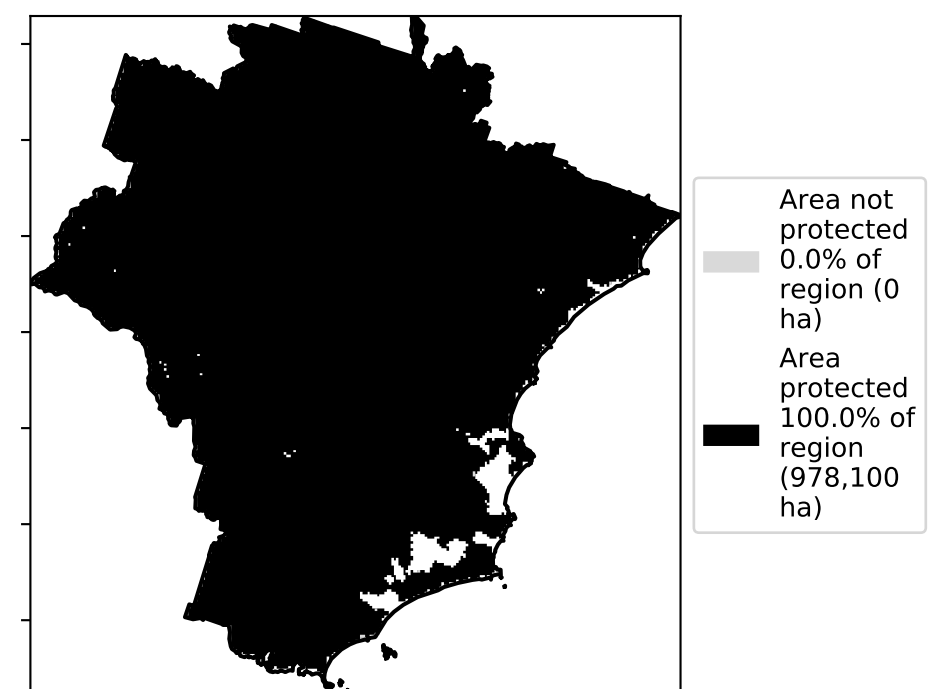 Area not
protected
0.0% of
region (0
ha)
Area
protected
100.0% of
region
(978,100
ha)